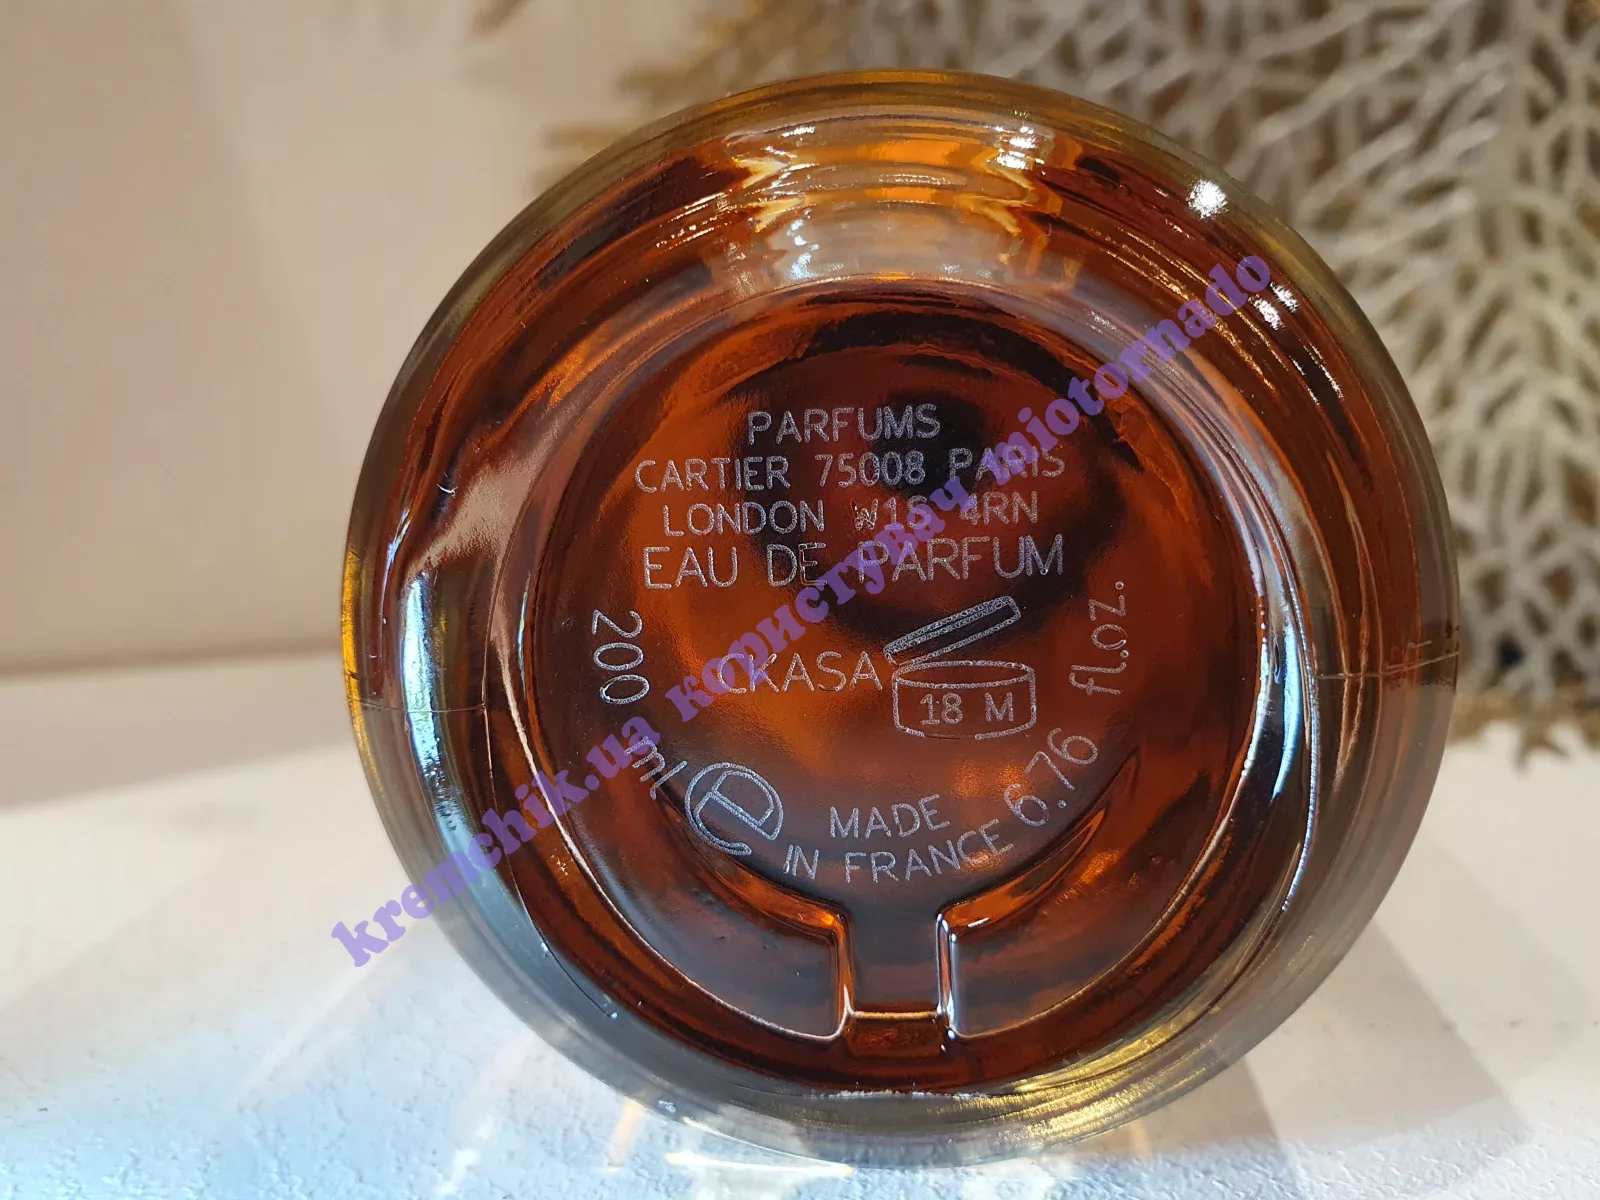 PARFUMS
CARTIER 75008 PARIS
LONDON W1S 4RN
EAU DE PARFUM
CKASA
18 M
200 ml
6.76 fl.oz.
MADE
IN FRANCE
kremchik.ua користувач miotornado